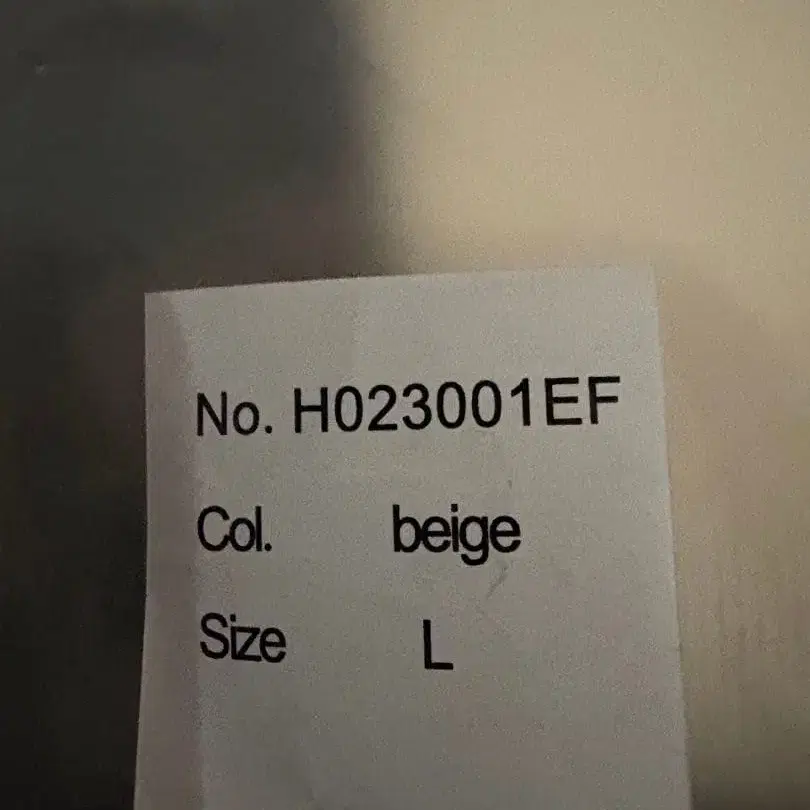 No. H023001EF
Col. beige
Size L